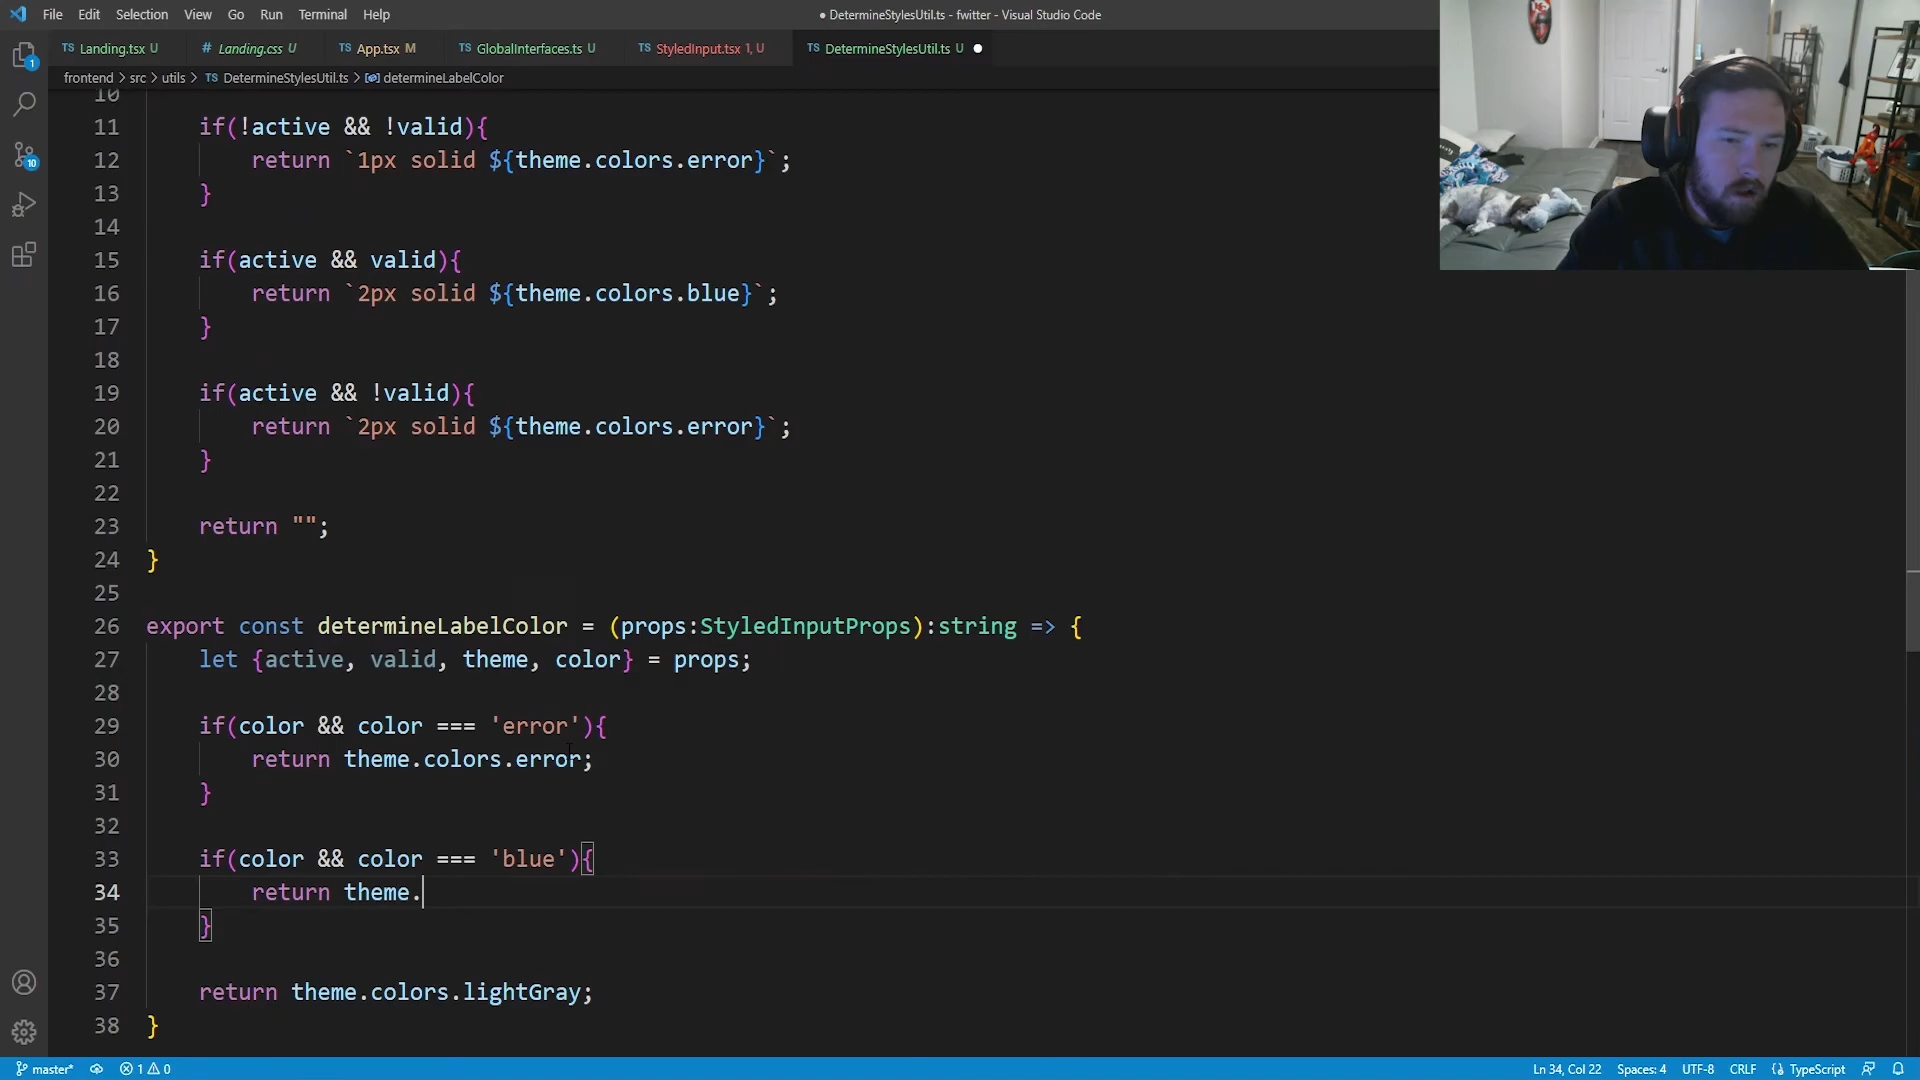 File Edit Selection View Go Run Terminal Help
● DetermineStylesUtil.ts - fwitter - Visual Studio Code
TS Landing.tsx U
# Landing.css U
TS App.tsx M
TS GlobalInterfaces.ts U
TS StyledInput.tsx 1, U
TS DetermineStylesUtil.ts U ●
frontend > src > utils > TS DetermineStylesUtil.ts > determineLabelColor
1
10
10
11 if(!active && !valid){
12 return `1px solid ${theme.colors.error}`;
13 }
14
15 if(active && valid){
16 return `2px solid ${theme.colors.blue}`;
17 }
18
19 if(active && !valid){
20 return `2px solid ${theme.colors.error}`;
21 }
22
23 return "";
24 }
25
26 export const determineLabelColor = (props:StyledInputProps):string => {
27 let {active, valid, theme, color} = props;
28
29 if(color && color === 'error'){
30 return theme.colors.error;
31 }
32
33 if(color && color === 'blue'){
34 return theme.
35 }
36
37 return theme.colors.lightGray;
38 }
master* 1 0 Ln 34, Col 22 Spaces: 4 UTF-8 CRLF {} TypeScript